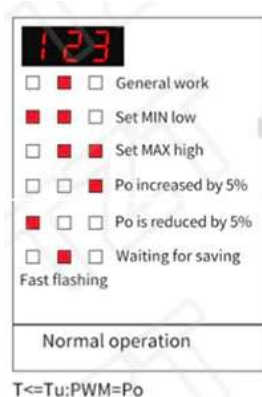 123
General work
Set MIN low
Set MAX high
Po increased by 5%
Po is reduced by 5%
Waiting for saving
Fast flashing
Normal operation
T<=Tu:PWM=Po